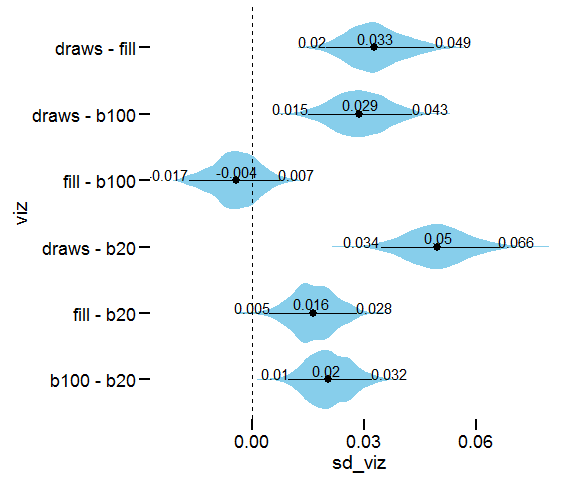 draws - fill
0.02 0.033 0.049
draws - b100
0.015 0.029 0.043
fill - b100
-0.017 -0.004 0.007
viz
draws - b20
0.034 0.05 0.066
fill - b20
0.005 0.016 0.028
b100 - b20
0.01 0.02 0.032
0.00 0.03 0.06
sd_viz